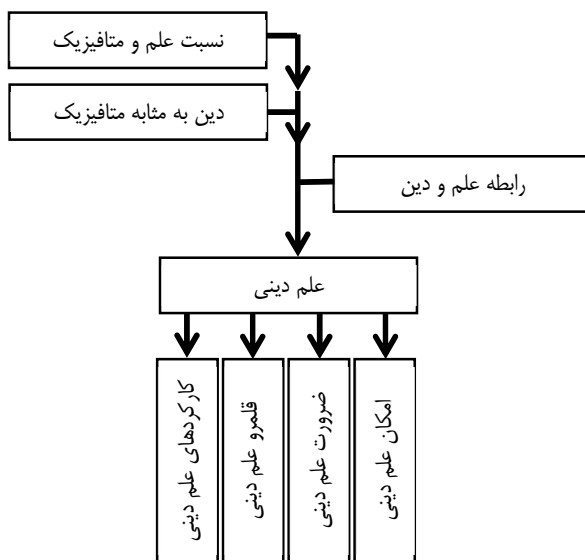 نسبت علم و متافیزیک
دین به مثابه متافیزیک
رابطه علم و دین
علم دینی
امکان علم دینی
ضرورت علم دینی
قلمرو علم دینی
کارکردهای علم دینی